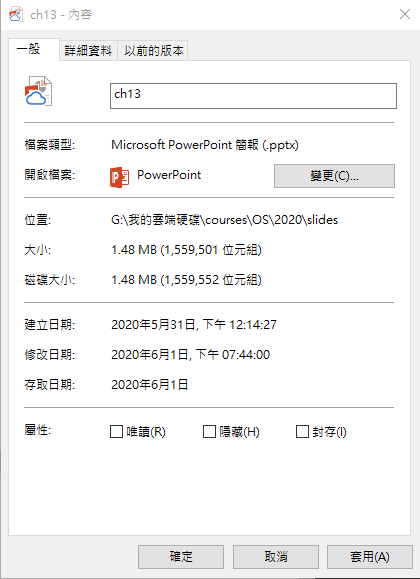 ch13 - 內容
一般 詳細資料 以前的版本
ch13
檔案類型: Microsoft PowerPoint 簡報 (.pptx)
開啟檔案: PowerPoint 變更(C)...
位置: G:\我的雲端硬碟\courses\OS\2020\slides
大小: 1.48 MB (1,559,501 位元組)
磁碟大小: 1.48 MB (1,559,552 位元組)
建立日期: 2020年5月31日, 下午 12:14:27
修改日期: 2020年6月1日, 下午 07:44:00
存取日期: 2020年6月1日
屬性: 唯讀(R) 隱藏(H) 封存(I)
確定 取消 套用(A)